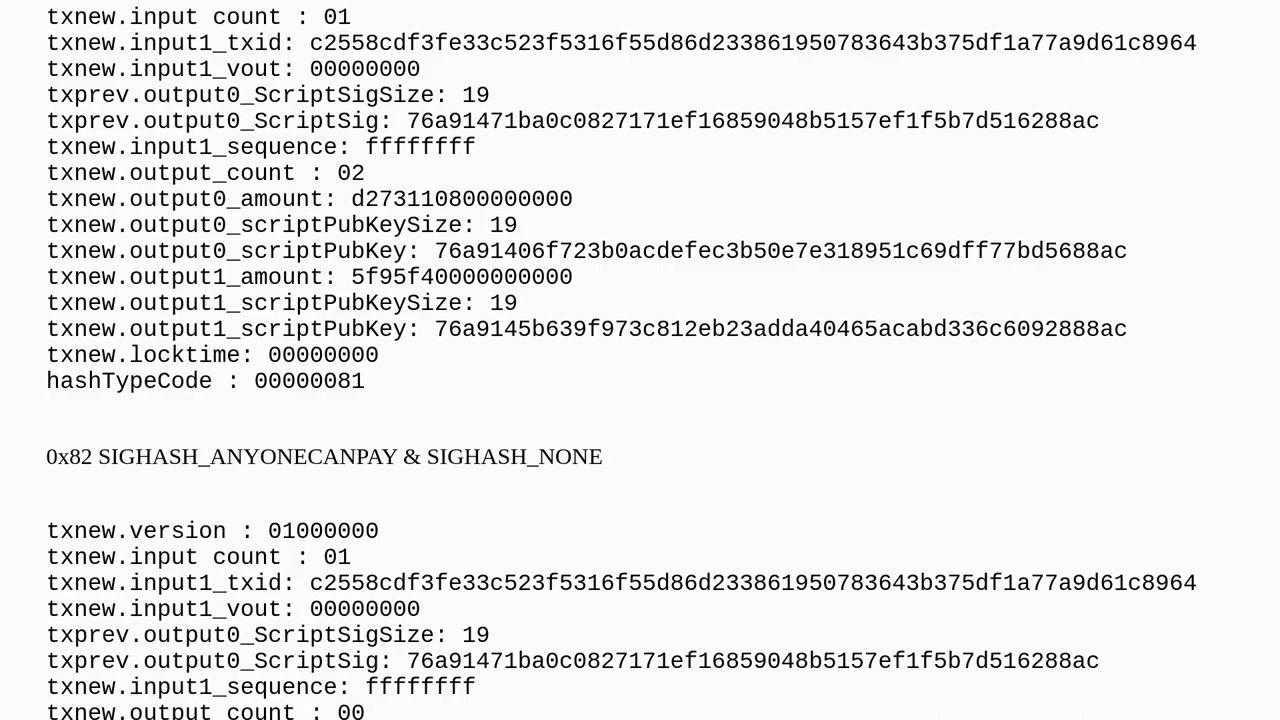 txnew.input count : 01
txnew.input1_txid: c2558cdf3fe33c523f5316f55d86d233861950783643b375df1a77a9d61c8964
txnew.input1_vout: 00000000
txprev.output0_ScriptSigSize: 19
txprev.output0_ScriptSig: 76a91471ba0c0827171ef16859048b5157ef1f5b7d516288ac
txnew.input1_sequence: ffffffff
txnew.output_count : 02
txnew.output0_amount: d273110800000000
txnew.output0_scriptPubKeySize: 19
txnew.output0_scriptPubKey: 76a91406f723b0acdefec3b50e7e318951c69dff77bd5688ac
txnew.output1_amount: 5f95f40000000000
txnew.output1_scriptPubKeySize: 19
txnew.output1_scriptPubKey: 76a9145b639f973c812eb23adda40465acabd336c6092888ac
txnew.locktime: 00000000
hashTypeCode : 00000081
0x82 SIGHASH_ANYONECANPAY & SIGHASH_NONE
txnew.version : 01000000
txnew.input count : 01
txnew.input1_txid: c2558cdf3fe33c523f5316f55d86d233861950783643b375df1a77a9d61c8964
txnew.input1_vout: 00000000
txprev.output0_ScriptSigSize: 19
txprev.output0_ScriptSig: 76a91471ba0c0827171ef16859048b5157ef1f5b7d516288ac
txnew.input1_sequence: ffffffff
txnew.output_count : 00